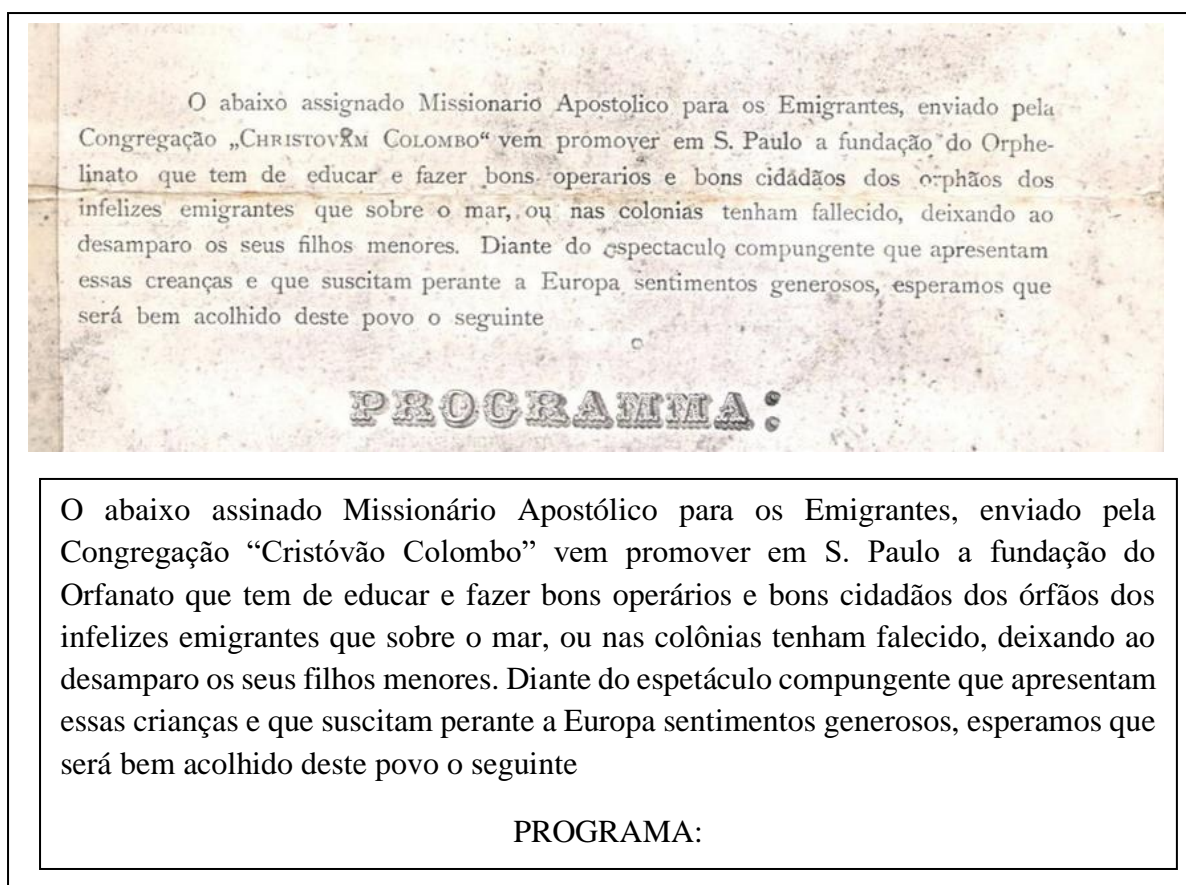 O abaixo assignado Missionario Apostolico para os Emigrantes, enviado pela
Congregação „CHRISTOVAM COLOMBO“ vem promover em S. Paulo a fundação do Orphe-
linato que tem de educar e fazer bons operarios e bons cidadãos dos orphãos dos
infelizes emigrantes que sobre o mar, ou nas colonias tenham fallecido, deixando ao
desamparo os seus filhos menores. Diante do espectaculo compungente que apresentam
essas creanças e que suscitam perante a Europa sentimentos generosos, esperamos que
será bem acolhido deste povo o seguinte
PROGRAMMA:
O abaixo assinado Missionário Apostólico para os Emigrantes, enviado pela
Congregação “Cristóvão Colombo” vem promover em S. Paulo a fundação do
Orfanato que tem de educar e fazer bons operários e bons cidadãos dos órfãos dos
infelizes emigrantes que sobre o mar, ou nas colônias tenham falecido, deixando ao
desamparo os seus filhos menores. Diante do espetáculo compungente que apresentam
essas crianças e que suscitam perante a Europa sentimentos generosos, esperamos que
será bem acolhido deste povo o seguinte
PROGRAMA: